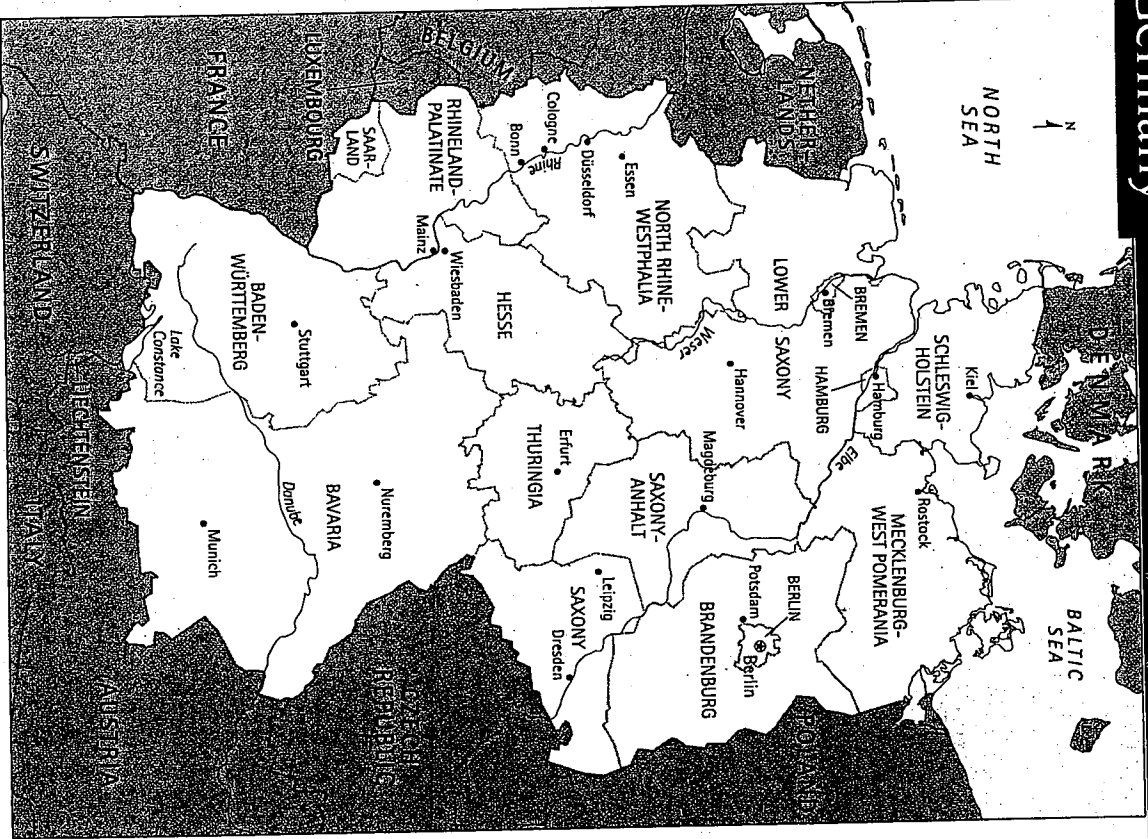 Germany
N
NORTH
SEA
DENMARK
BALTIC
SEA
NETHER-
LANDS
BELGIUM
LUXEMBOURG
FRANCE
SWITZERLAND
LIECHTENSTEIN
ITALY
AUSTRIA
CZECH
REPUBLIC
POLAND
SCHLESWIG-
HOLSTEIN
Kiel
HAMBURG
Hamburg
BREMEN
Bremen
LOWER
SAXONY
Hannover
Weser
Elbe
MECKLENBURG-
WEST POMERANIA
Rostock
BERLIN
Berlin
Potsdam
BRANDENBURG
SAXONY-
ANHALT
Magdeburg
NORTH RHINE-
WESTPHALIA
Essen
Düsseldorf
Cologne
Bonn
Rhine
HESSE
Wiesbaden
RHINELAND-
PALATINATE
Mainz
SAAR-
LAND
THURINGIA
Erfurt
SAXONY
Leipzig
Dresden
BADEN-
WÜRTTEMBERG
Stuttgart
Lake
Constance
BAVARIA
Nuremberg
Danube
Munich